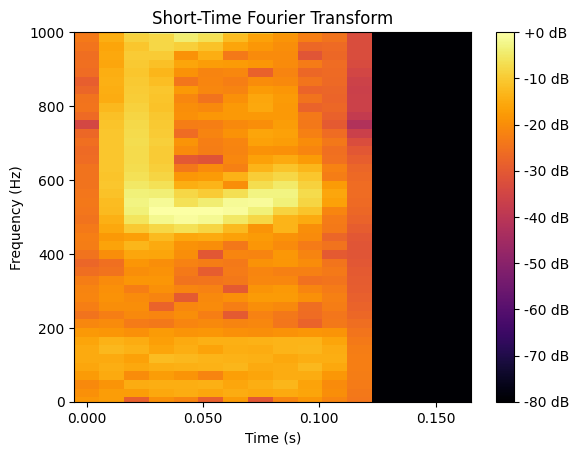 Short-Time Fourier Transform
1000
800
600
400
200
0
Frequency (Hz)
0.000
0.050
0.100
0.150
Time (s)
+0 dB
-10 dB
-20 dB
-30 dB
-40 dB
-50 dB
-60 dB
-70 dB
-80 dB